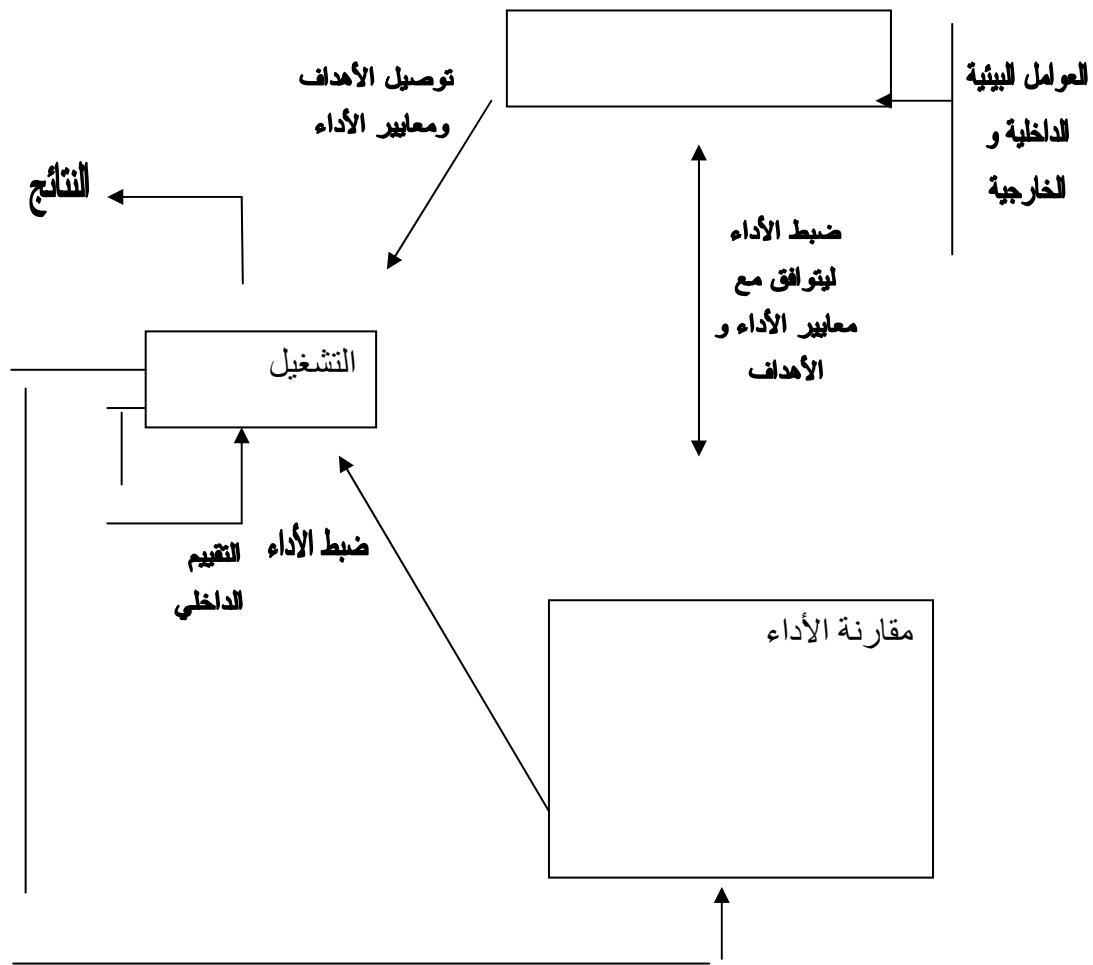 العوامل البيئية
الداخلية و
الخارجية
توصيل الأهداف
ومعايير الأداء
النتائج
ضبط الأداء
ليتوافق مع
معايير الأداء و
الأهداف
التشغيل
ضبط الأداء
التقييم
الداخلي
مقارنة الأداء